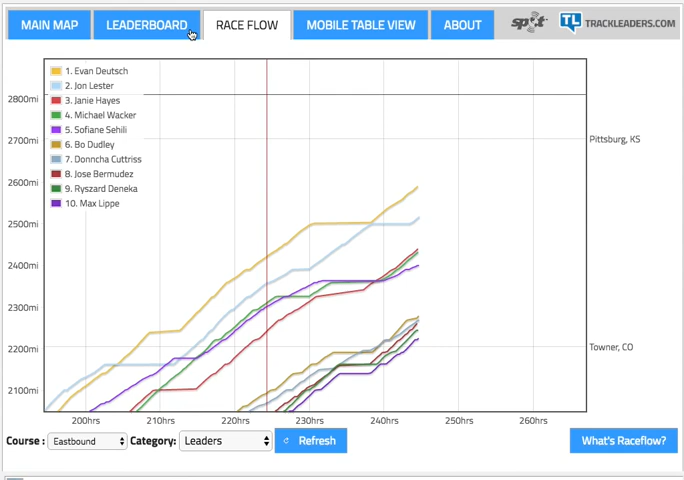 MAIN MAP LEADERBOARD RACE FLOW MOBILE TABLE VIEW ABOUT spot TL TRACKLEADERS.COM
1. Evan Deutsch
2. Jon Lester
3. Janie Hayes
4. Michael Wacker
5. Sofiane Sehili
6. Bo Dudley
7. Donncha Cuttriss
8. Jose Bermudez
9. Ryszard Deneka
10. Max Lippe
2800mi
2700mi
2600mi
2500mi
2400mi
2300mi
2200mi
2100mi
Pittsburg, KS
Towner, CO
200hrs 210hrs 220hrs 230hrs 240hrs 250hrs 260hrs
Course : Eastbound Category: Leaders Refresh What's Raceflow?